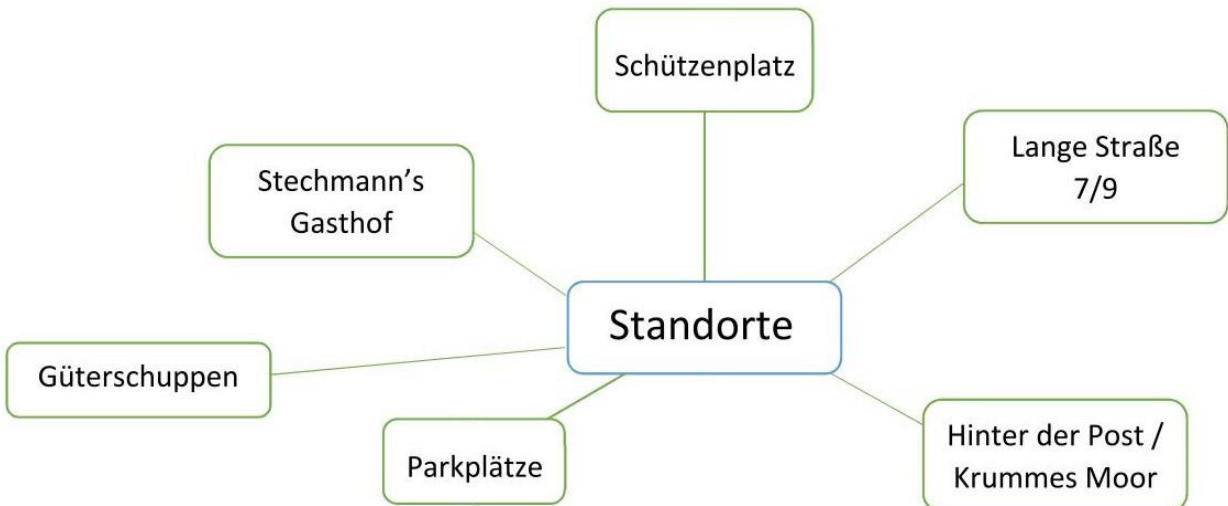 Schützenplatz
Lange Straße
7/9
Stechmann’s
Gasthof
Standorte
Güterschuppen
Parkplätze
Hinter der Post /
Krummes Moor